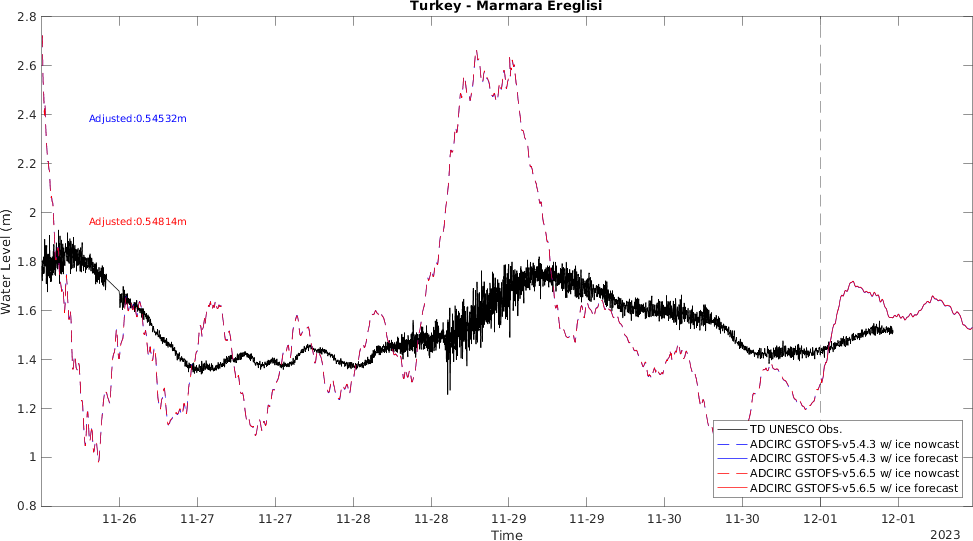 Turkey - Marmara Ereglisi
2.8
2.6
2.4
2.2
2
1.8
1.6
1.4
1.2
1
0.8
Water Level (m)
Adjusted:0.54532m
Adjusted:0.54814m
TD UNESCO Obs.
ADCIRC GSTOFS-v5.4.3 w/ ice nowcast
ADCIRC GSTOFS-v5.4.3 w/ ice forecast
ADCIRC GSTOFS-v5.6.5 w/ ice nowcast
ADCIRC GSTOFS-v5.6.5 w/ ice forecast
11-26 11-27 11-27 11-28 11-28 11-29 11-29 11-30 11-30 12-01 12-01
Time
2023